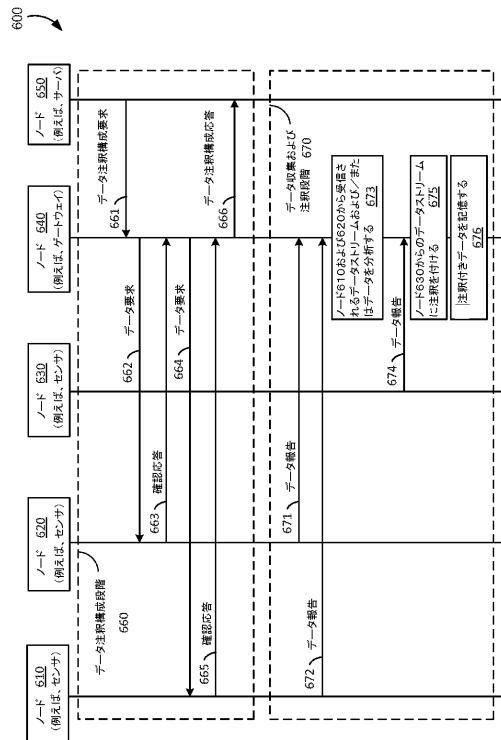 600
ノード 610
(例えば、センサ)
ノード 620
(例えば、センサ)
ノード 630
(例えば、センサ)
ノード 640
(例えば、ゲートウェイ)
ノード 650
(例えば、サーバ)
データ注釈構成段階
660
データ注釈構成要求
661
データ要求
662
確認応答
663
データ要求
664
確認応答
665
データ注釈構成応答
666
データ収集および
注釈段階 670
データ報告
671
データ報告
672
ノード610および620から受信さ
れるデータストリームおよび/また
はデータを分析する 673
データ報告
674
ノード630からのデータストリーム
に注釈を付ける 675
注釈付きデータを記憶する
676